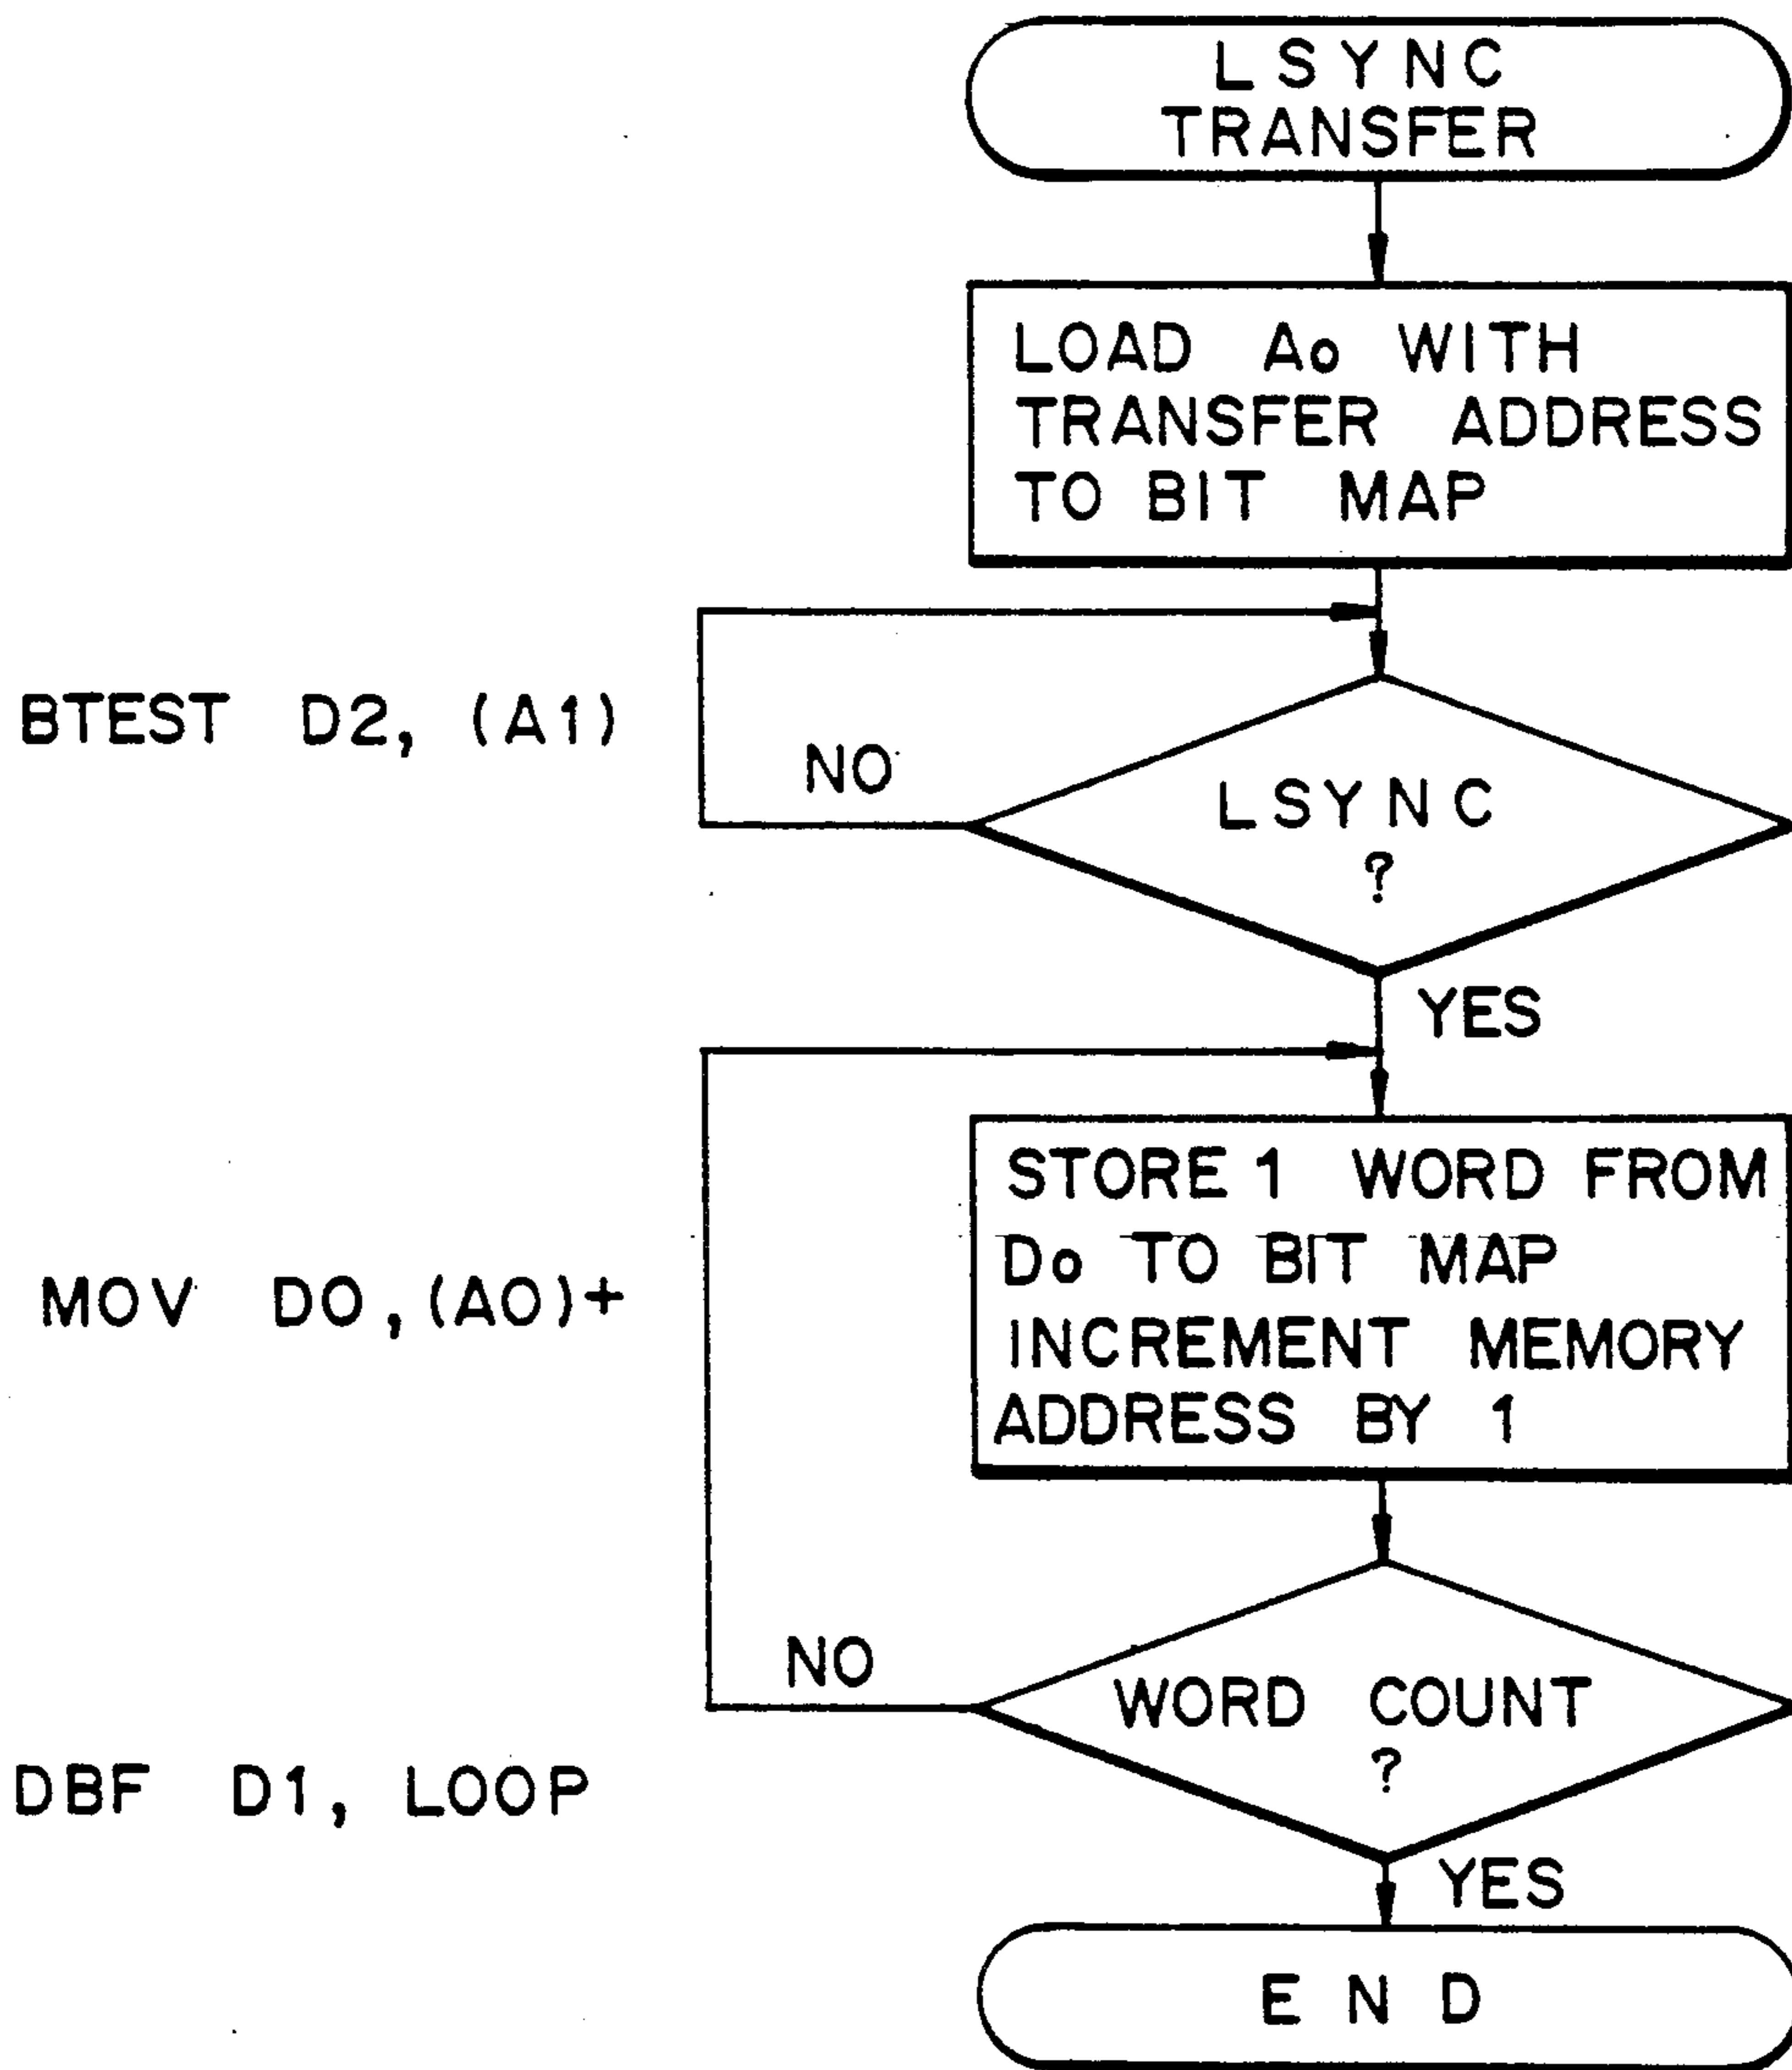 LSYNC
TRANSFER
LOAD Ao WITH
TRANSFER ADDRESS
TO BIT MAP
BTEST D2, (A1)
NO
LSYNC
?
YES
STORE 1 WORD FROM
Do TO BIT MAP
INCREMENT MEMORY
ADDRESS BY 1
MOV DO,(AO)+
NO
WORD COUNT
?
DBF D1, LOOP
YES
END